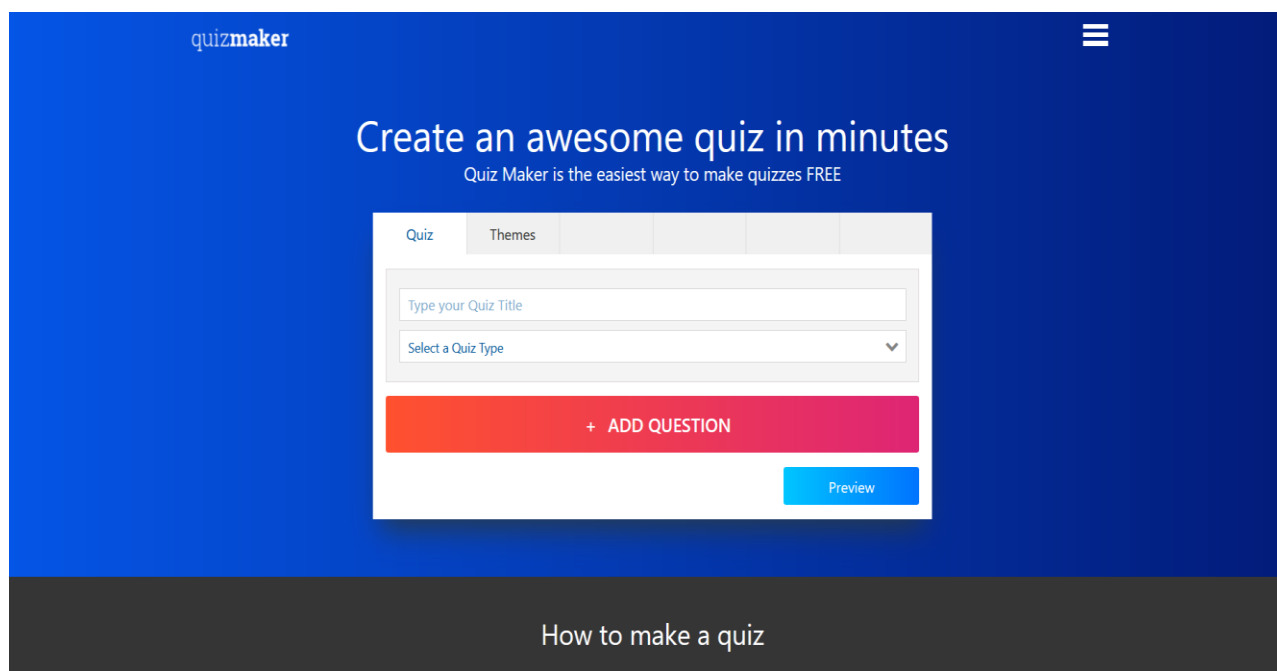 quizmaker
Create an awesome quiz in minutes
Quiz Maker is the easiest way to make quizzes FREE
Quiz Themes
Type your Quiz Title
Select a Quiz Type
+ ADD QUESTION
Preview
How to make a quiz